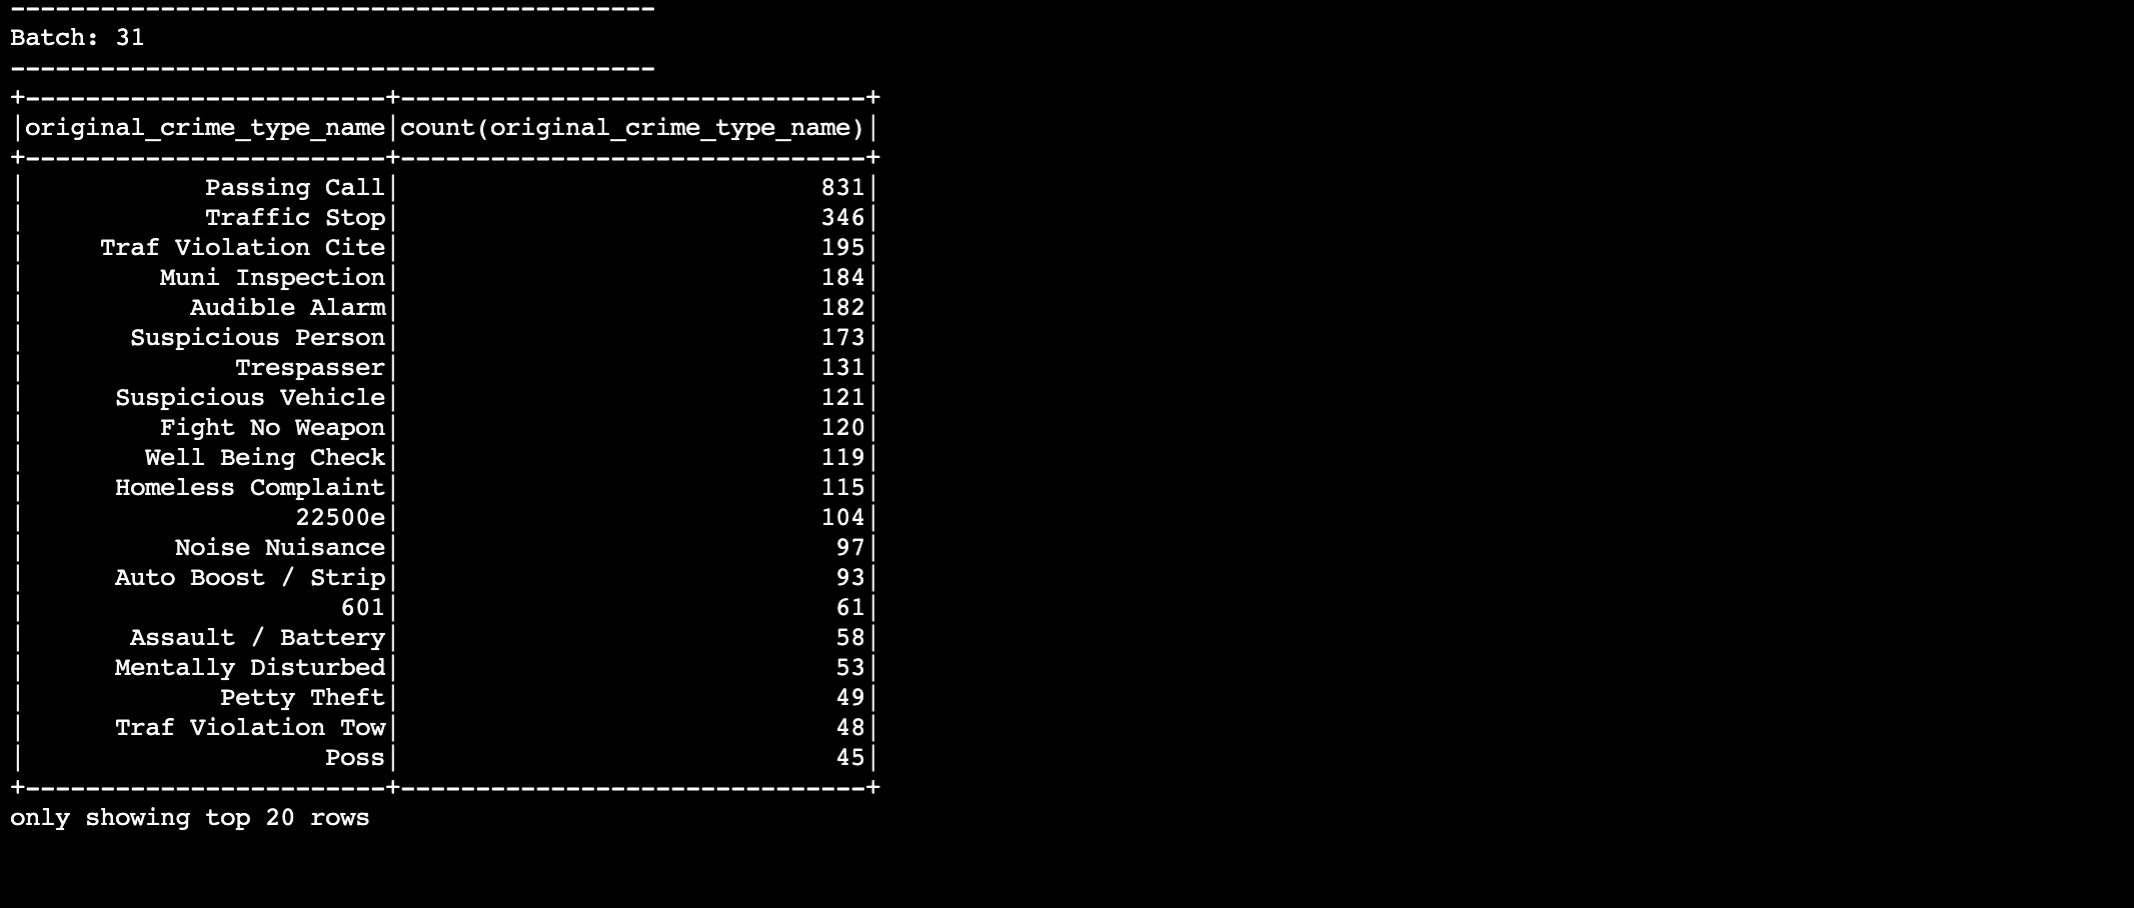 -------------------------------------------
Batch: 31
-------------------------------------------
+------------------------+-------------------------------+
|original_crime_type_name|count(original_crime_type_name)|
+------------------------+-------------------------------+
|            Passing Call|                            831|
|            Traffic Stop|                            346|
|     Traf Violation Cite|                            195|
|         Muni Inspection|                            184|
|           Audible Alarm|                            182|
|       Suspicious Person|                            173|
|              Trespasser|                            131|
|      Suspicious Vehicle|                            121|
|         Fight No Weapon|                            120|
|        Well Being Check|                            119|
|      Homeless Complaint|                            115|
|                  22500e|                            104|
|          Noise Nuisance|                             97|
|      Auto Boost / Strip|                             93|
|                     601|                             61|
|       Assault / Battery|                             58|
|      Mentally Disturbed|                             53|
|             Petty Theft|                             49|
|      Traf Violation Tow|                             48|
|                    Poss|                             45|
+------------------------+-------------------------------+
only showing top 20 rows